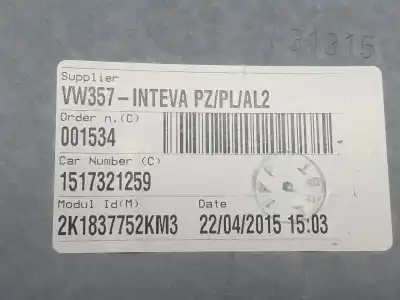 31315
Supplier
VW357-INTEVA PZ/PL/AL2
Order n.(C)
001534
Car Number (C)
1517321259
Modul Id(M) Date
2K1837752KM3 22/04/2015 15:03